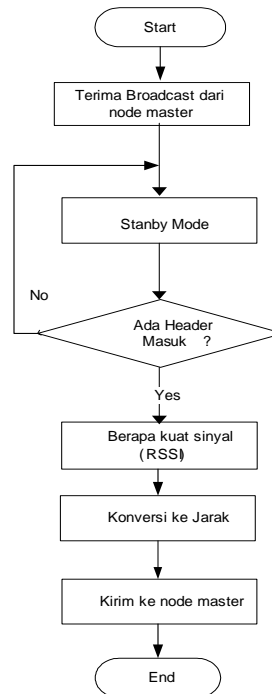 Start
Terima Broadcast dari
node master
Stanby Mode
No
Ada Header
Masuk ?
Yes
Berapa kuat sinyal
(RSSI)
Konversi ke Jarak
Kirim ke node master
End